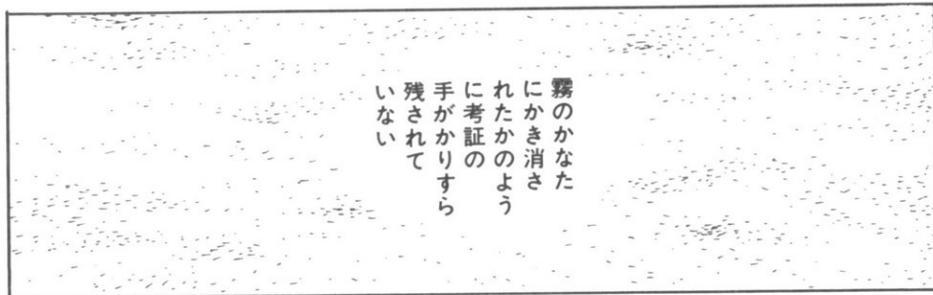 霧のかなた
にかき消さ
れたかのよう
に考証の
手がかりすら
残されて
いない